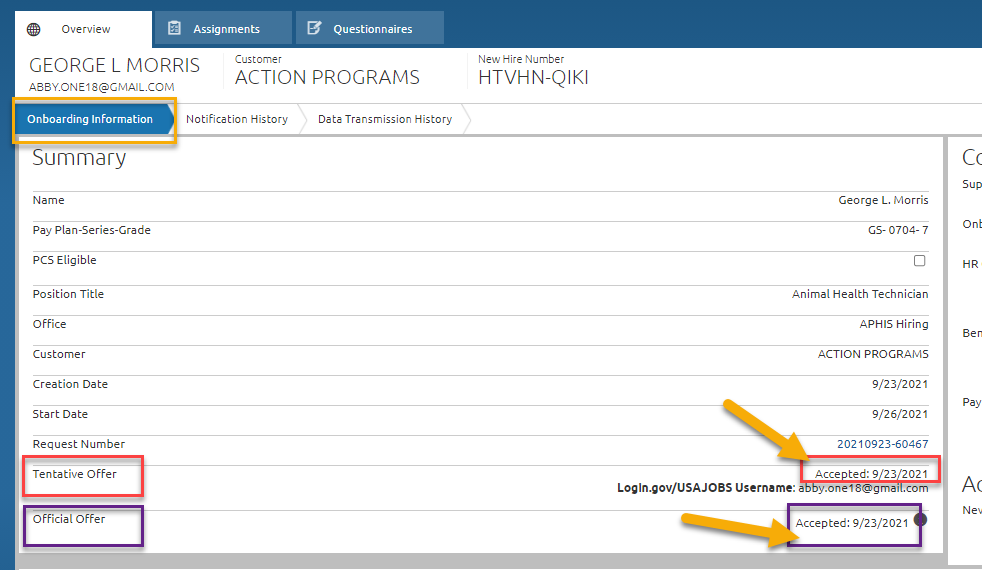 Overview
Assignments
Questionnaires
GEORGE L MORRIS
ABBY.ONE18@GMAIL.COM
Customer
ACTION PROGRAMS
New Hire Number
HTVHN-QIKI
Onboarding Information
Notification History
Data Transmission History
Summary
Name George L. Morris
Pay Plan-Series-Grade GS- 0704- 7
PCS Eligible
Position Title Animal Health Technician
Office APHIS Hiring
Customer ACTION PROGRAMS
Creation Date 9/23/2021
Start Date 9/26/2021
Request Number 20210923-60467
Tentative Offer Accepted: 9/23/2021
Login.gov/USAJOBS Username: abby.one18@gmail.com
Official Offer Accepted: 9/23/2021
Co
Sup
Onb
HR
Ben
Pay
Ac
New